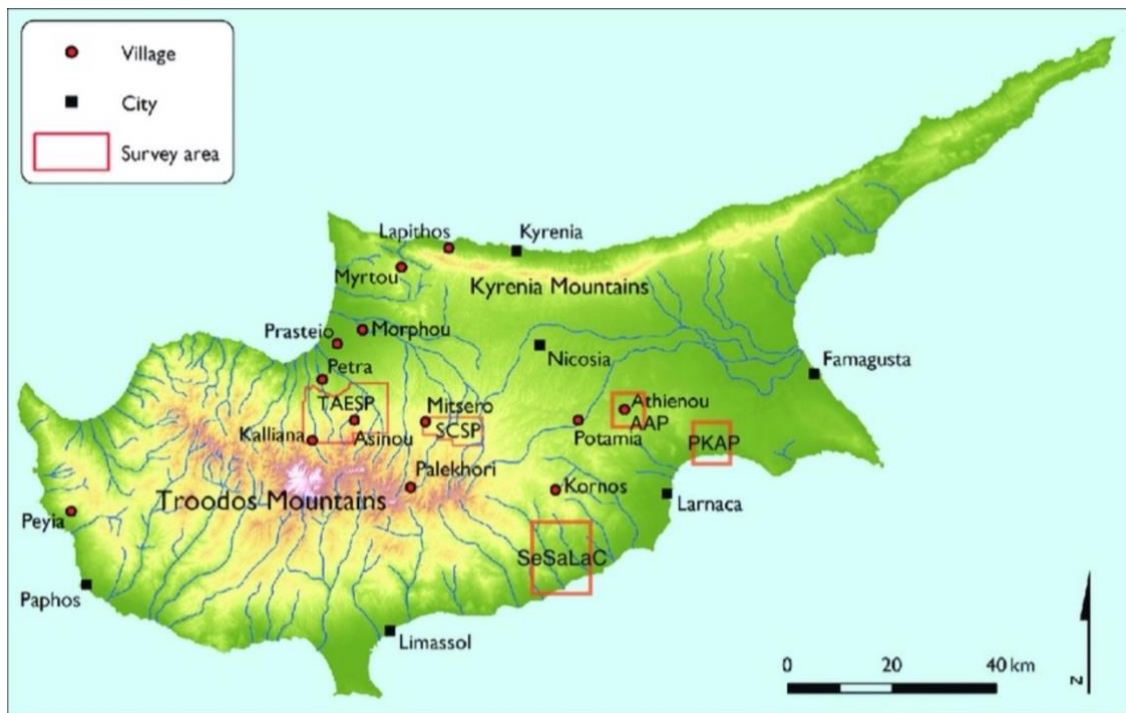 Village
City
Survey area
Lapithos
Kyrenia
Myrtou
Kyrenia Mountains
Prasteio
Morphou
Nicosia
Famagusta
Petra
TAESP
Mitsero
Athienou
SCSP
AAP
Kalliana
Asinou
Potamia
PKAP
Palekhori
Troodos Mountains
Kornos
Larnaca
Peyia
SeSaLaC
Paphos
Limassol
0 20 40 km
N